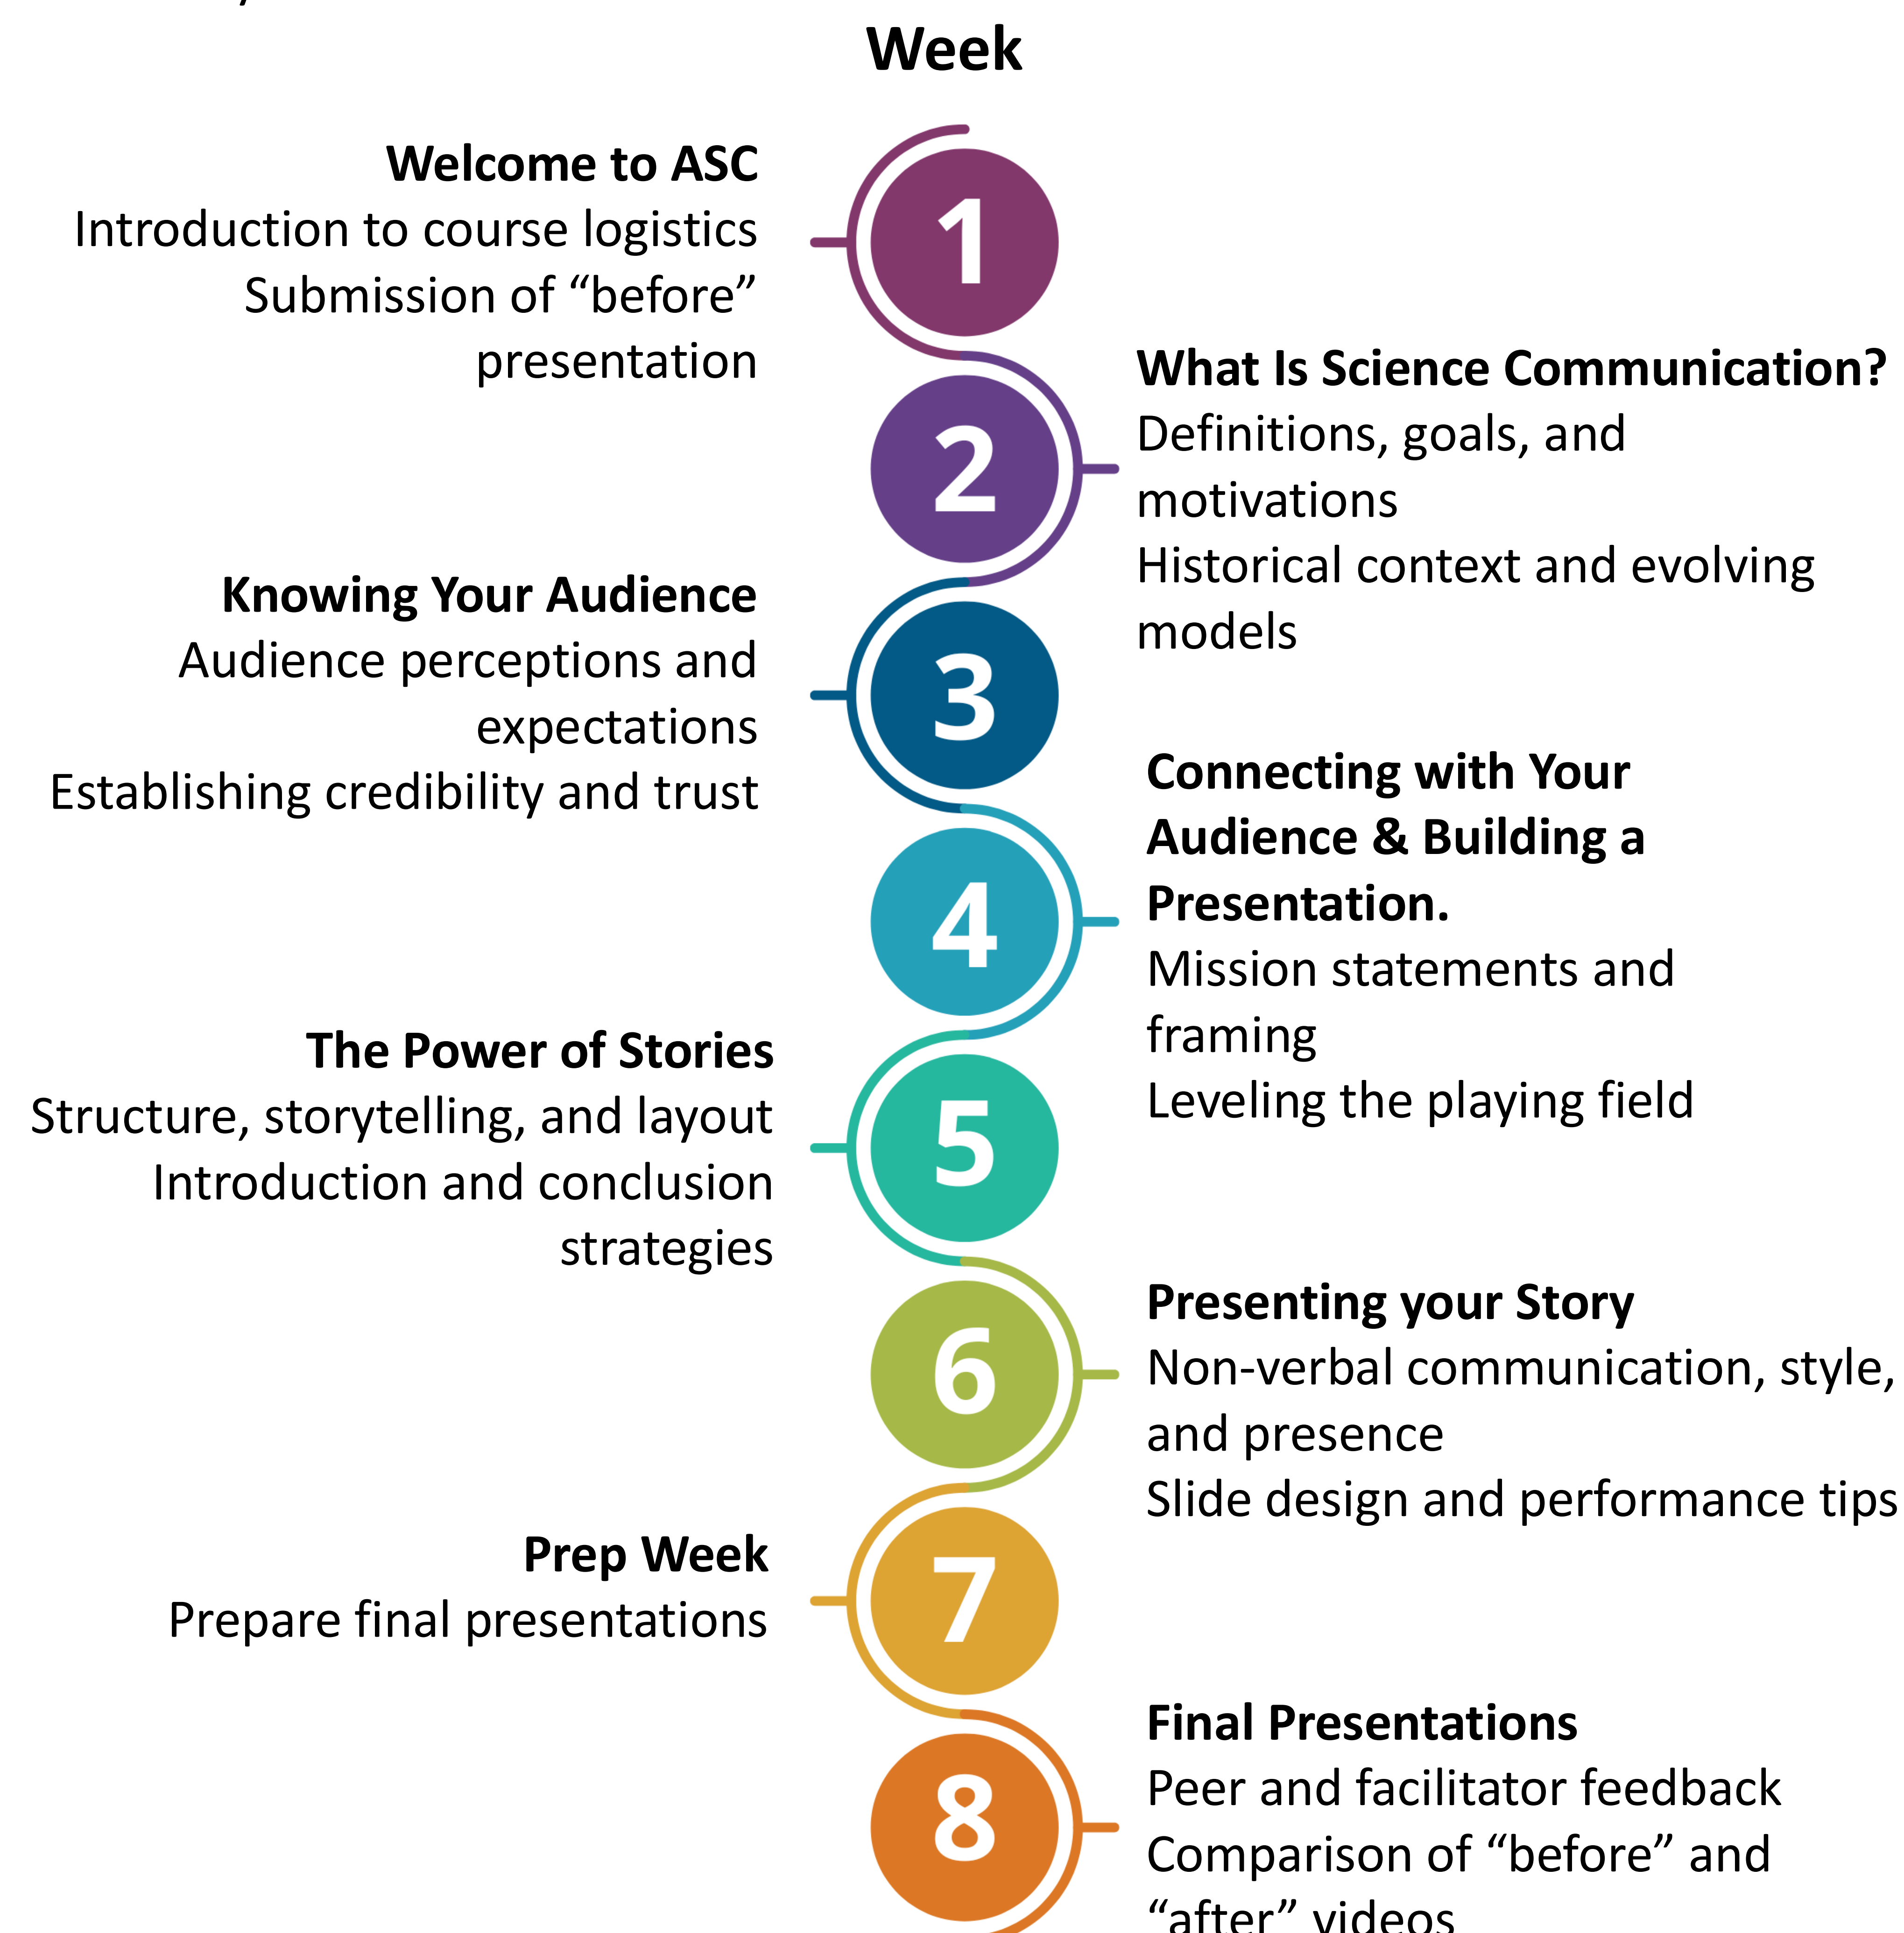 Week
Welcome to ASC
Introduction to course logistics
Submission of “before”
presentation
1
What Is Science Communication?
Definitions, goals, and
motivations
Historical context and evolving
models
2
Knowing Your Audience
Audience perceptions and
expectations
Establishing credibility and trust
3
Connecting with Your
Audience & Building a
Presentation.
Mission statements and
framing
Leveling the playing field
4
The Power of Stories
Structure, storytelling, and layout
Introduction and conclusion
strategies
5
Presenting your Story
Non-verbal communication, style,
and presence
Slide design and performance tips
6
Prep Week
Prepare final presentations
7
Final Presentations
Peer and facilitator feedback
Comparison of “before” and
“after” videos
8